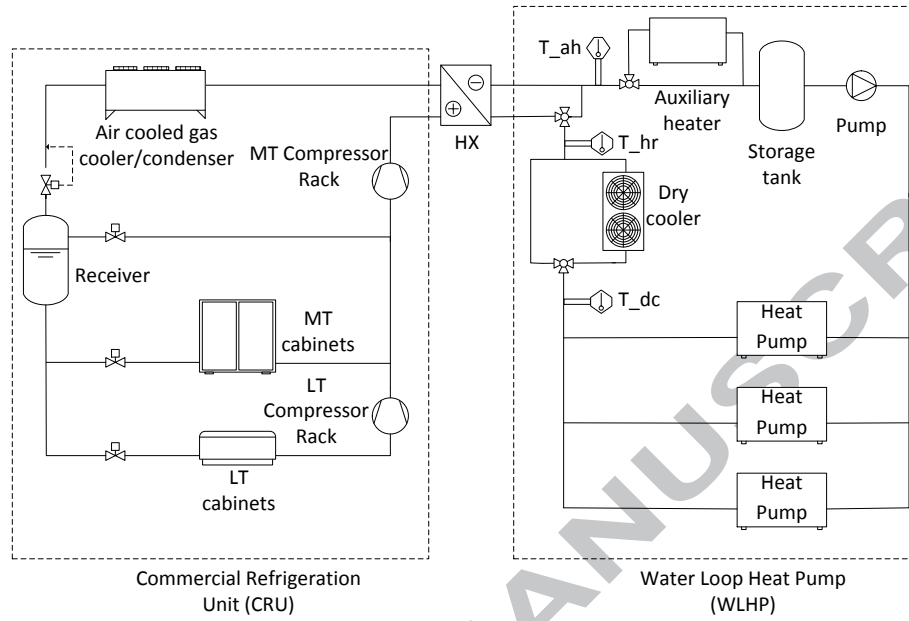 T_ah
Auxiliary
heater
Air cooled gas
cooler/condenser
HX
Pump
MT Compressor
Rack
T_hr
Storage
tank
Dry
cooler
Receiver
T_dc
MT
cabinets
Heat
Pump
LT
Compressor
Rack
Heat
Pump
LT
cabinets
Heat
Pump
Commercial Refrigeration
Unit (CRU)
Water Loop Heat Pump
(WLHP)
ANUSCR